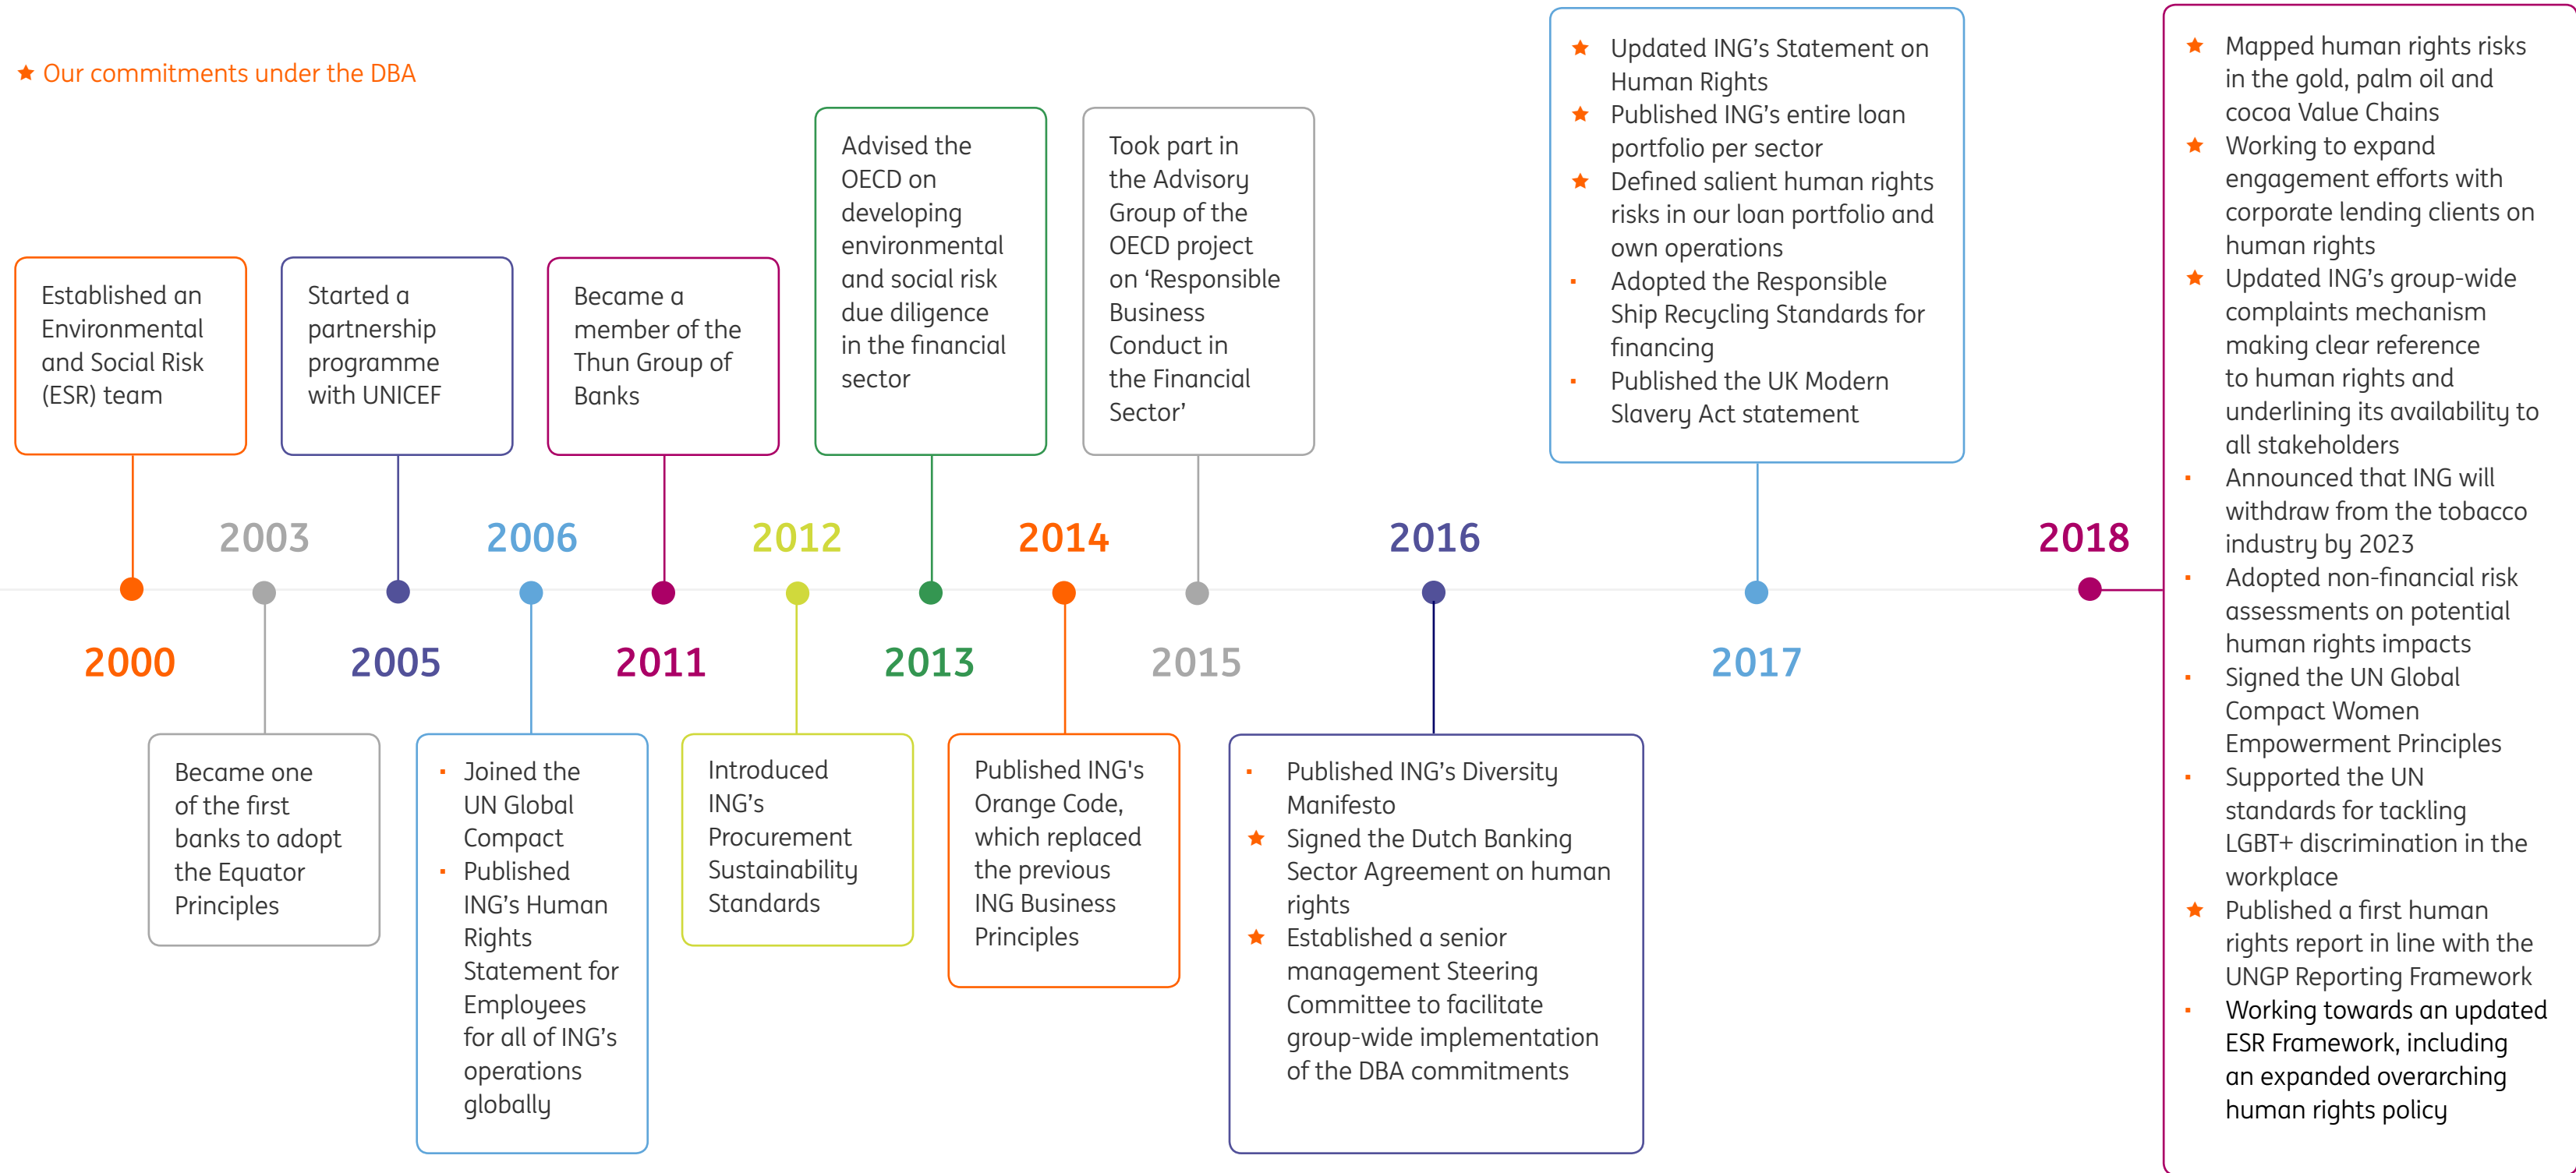 ★ Our commitments under the DBA
Established an
Environmental
and Social Risk
(ESR) team
2000
2003
Became one
of the first
banks to adopt
the Equator
Principles
Started a
partnership
programme
with UNICEF
2005
2006
▪ Joined the
UN Global
Compact
▪ Published
ING’s Human
Rights
Statement for
Employees
for all of ING’s
operations
globally
Became a
member of the
Thun Group of
Banks
2011
2012
Introduced
ING’s
Procurement
Sustainability
Standards
Advised the
OECD on
developing
environmental
and social risk
due diligence
in the financial
sector
2013
2014
Published ING's
Orange Code,
which replaced
the previous
ING Business
Principles
Took part in
the Advisory
Group of the
OECD project
on ‘Responsible
Business
Conduct in
the Financial
Sector’
2015
2016
▪ Published ING’s Diversity
Manifesto
★ Signed the Dutch Banking
Sector Agreement on human
rights
★ Established a senior
management Steering
Committee to facilitate
group-wide implementation
of the DBA commitments
★ Updated ING’s Statement on
Human Rights
★ Published ING’s entire loan
portfolio per sector
★ Defined salient human rights
risks in our loan portfolio and
own operations
▪ Adopted the Responsible
Ship Recycling Standards for
financing
▪ Published the UK Modern
Slavery Act statement
2017
2018
★ Mapped human rights risks
in the gold, palm oil and
cocoa Value Chains
★ Working to expand
engagement efforts with
corporate lending clients on
human rights
★ Updated ING’s group-wide
complaints mechanism
making clear reference
to human rights and
underlining its availability to
all stakeholders
▪ Announced that ING will
withdraw from the tobacco
industry by 2023
▪ Adopted non-financial risk
assessments on potential
human rights impacts
▪ Signed the UN Global
Compact Women
Empowerment Principles
▪ Supported the UN
standards for tackling
LGBT+ discrimination in the
workplace
★ Published a first human
rights report in line with the
UNGP Reporting Framework
▪ Working towards an updated
ESR Framework, including
an expanded overarching
human rights policy